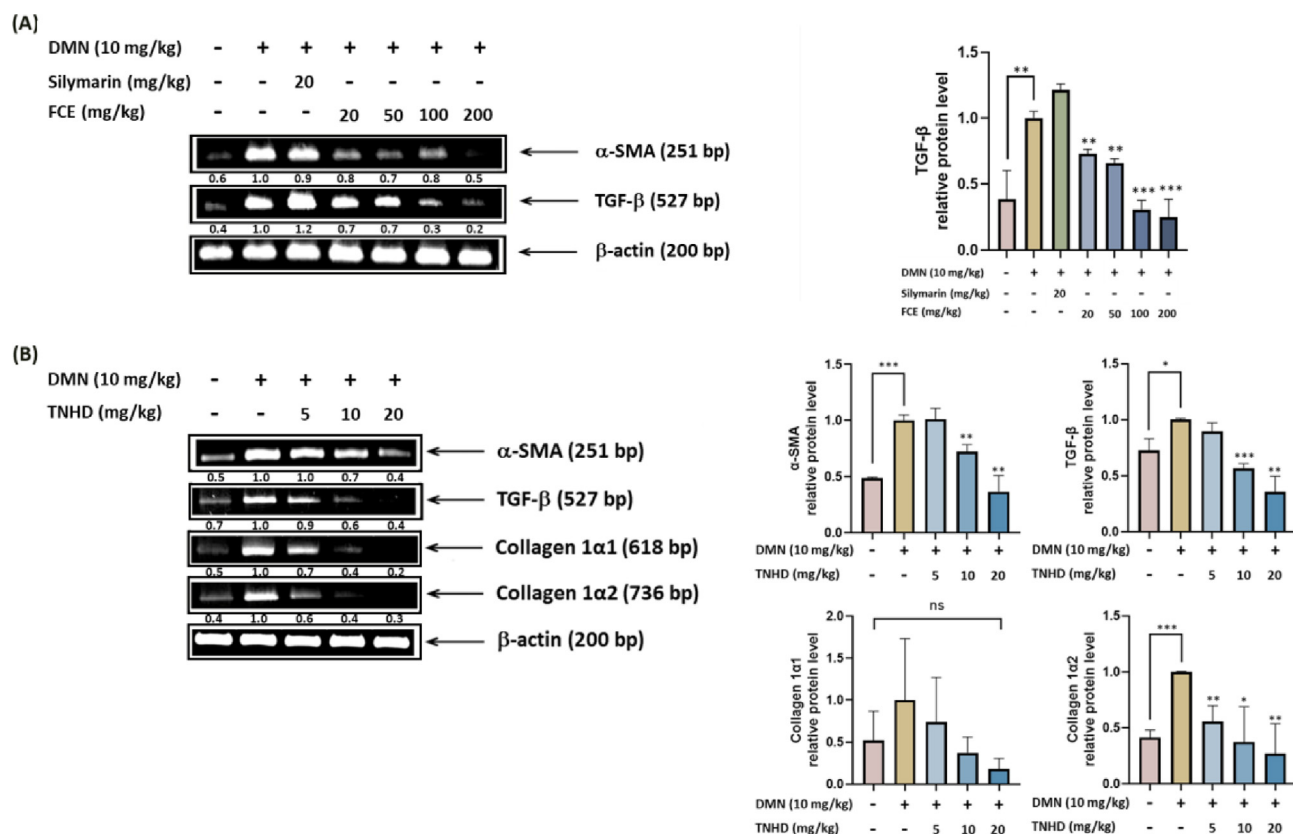 (A)
DMN (10 mg/kg) - + + + + + +
Silymarin (mg/kg) - - 20 - - - -
FCE (mg/kg) - - - 20 50 100 200
α-SMA (251 bp)
0.6 1.0 0.9 0.8 0.7 0.8 0.5
TGF-β (527 bp)
0.4 1.0 1.2 0.7 0.7 0.3 0.2
β-actin (200 bp)
TGF-β
relative protein level
1.5
1.0
0.5
0.0
** ** ** *** ***
DMN (10 mg/kg) - + + + + + +
Silymarin (mg/kg) - - 20 - - - -
FCE (mg/kg) - - - 20 50 100 200
(B)
DMN (10 mg/kg) - + + + +
TNHD (mg/kg) - - 5 10 20
α-SMA (251 bp)
0.5 1.0 1.0 0.7 0.4
TGF-β (527 bp)
0.7 1.0 0.9 0.6 0.4
Collagen 1α1 (618 bp)
0.5 1.0 0.7 0.4 0.2
Collagen 1α2 (736 bp)
0.4 1.0 0.6 0.4 0.3
β-actin (200 bp)
α-SMA
relative protein level
1.5
1.0
0.5
0.0
*** ** **
DMN (10 mg/kg) - + + + +
TNHD (mg/kg) - - 5 10 20
TGF-β
relative protein level
1.5
1.0
0.5
0.0
* *** **
DMN (10 mg/kg) - + + + +
TNHD (mg/kg) - - 5 10 20
Collagen 1α1
relative protein level
2.0
1.5
1.0
0.5
0.0
ns
DMN (10 mg/kg) - + + + +
TNHD (mg/kg) - - 5 10 20
Collagen 1α2
relative protein level
1.5
1.0
0.5
0.0
*** ** * **
DMN (10 mg/kg) - + + + +
TNHD (mg/kg) - - 5 10 20